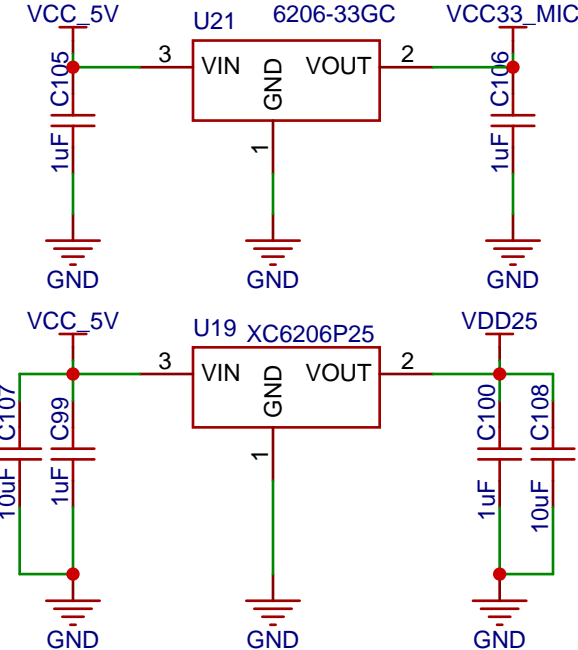 VCC_5V
U21
6206-33GC
VCC33_MIC
C105
3
VIN
GND
VOUT
2
C106
1uF
1
1uF
GND
GND
GND
VCC_5V
U19
XC6206P25
VDD25
3
VIN
GND
VOUT
2
C107
C99
C100
C108
10uF
1uF
1
1uF
10uF
GND
GND
GND